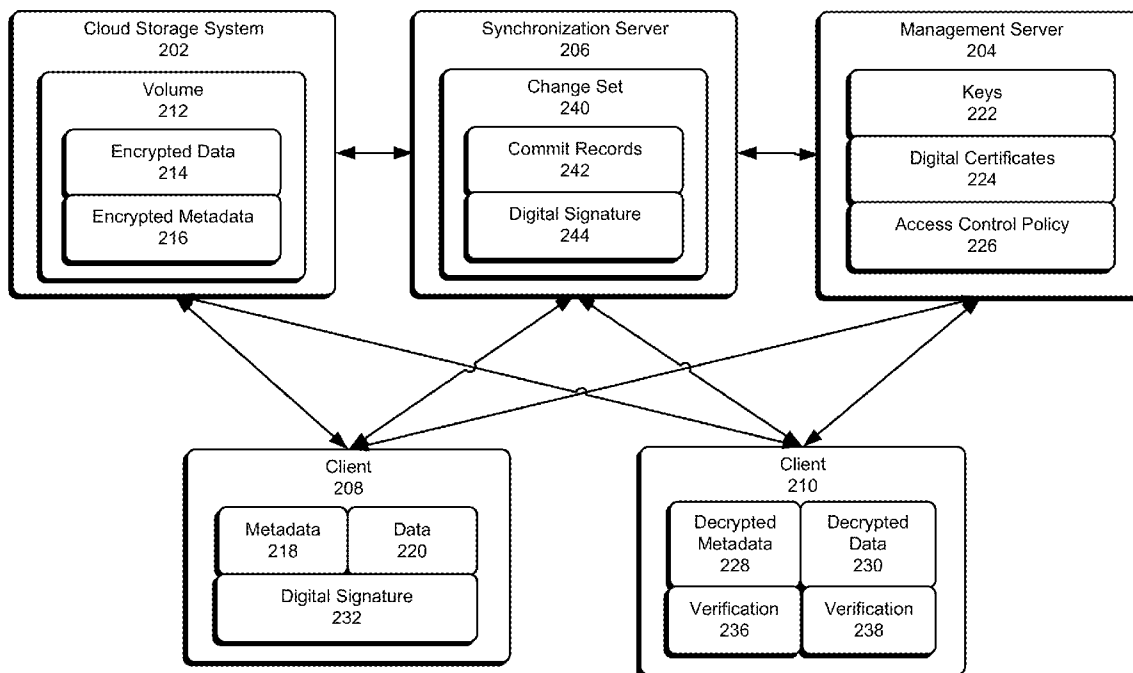 Cloud Storage System
202
Volume
212
Encrypted Data
214
Encrypted Metadata
216
Synchronization Server
206
Change Set
240
Commit Records
242
Digital Signature
244
Management Server
204
Keys
222
Digital Certificates
224
Access Control Policy
226
Client
208
Metadata
218
Data
220
Digital Signature
232
Client
210
Decrypted
Metadata
228
Decrypted
Data
230
Verification
236
Verification
238